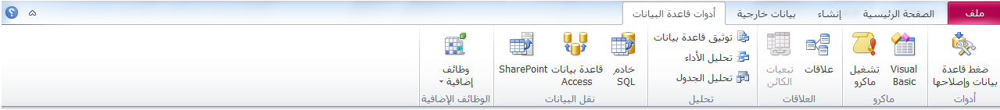 ملف
الصفحة الرئيسية
إنشاء
بيانات خارجية
أدوات قاعدة البيانات
ضغط قاعدة
بيانات وإصلاحها
أدوات
Visual
Basic
تشغيل
ماكرو
ماكرو
علاقات
تبعيات
الكائن
العلاقات
توثيق قاعدة بيانات
تحليل الأداء
تحليل الجدول
تحليل
خادم
SQL
قاعدة بيانات
Access
SharePoint
نقل البيانات
وظائف
إضافية
الوظائف الإضافية